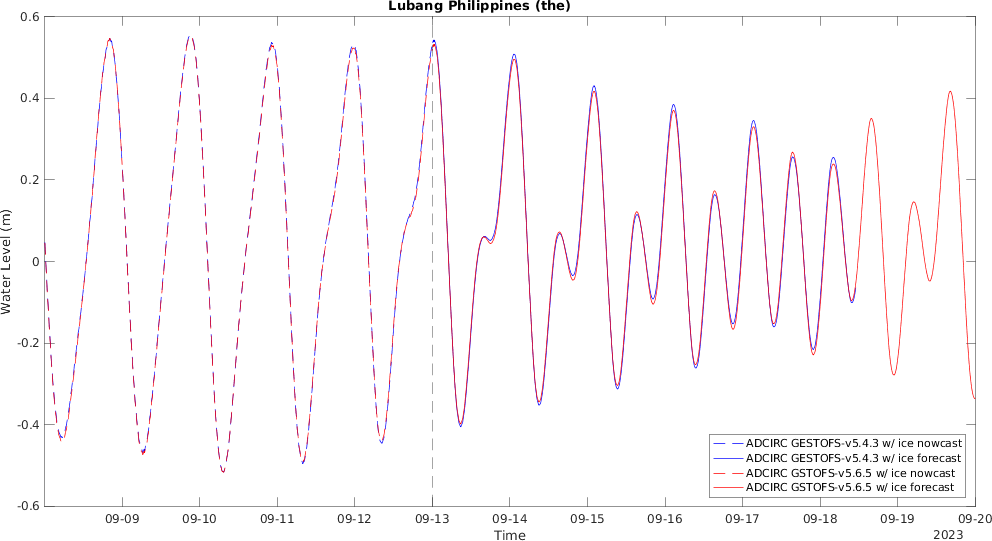 Lubang Philippines (the)
Water Level (m)
0.6
0.4
0.2
0
-0.2
-0.4
-0.6
ADCIRC GESTOFS-v5.4.3 w/ ice nowcast
ADCIRC GESTOFS-v5.4.3 w/ ice forecast
ADCIRC GSTOFS-v5.6.5 w/ ice nowcast
ADCIRC GSTOFS-v5.6.5 w/ ice forecast
09-09 09-10 09-11 09-12 09-13 09-14 09-15 09-16 09-17 09-18 09-19 09-20
Time
2023